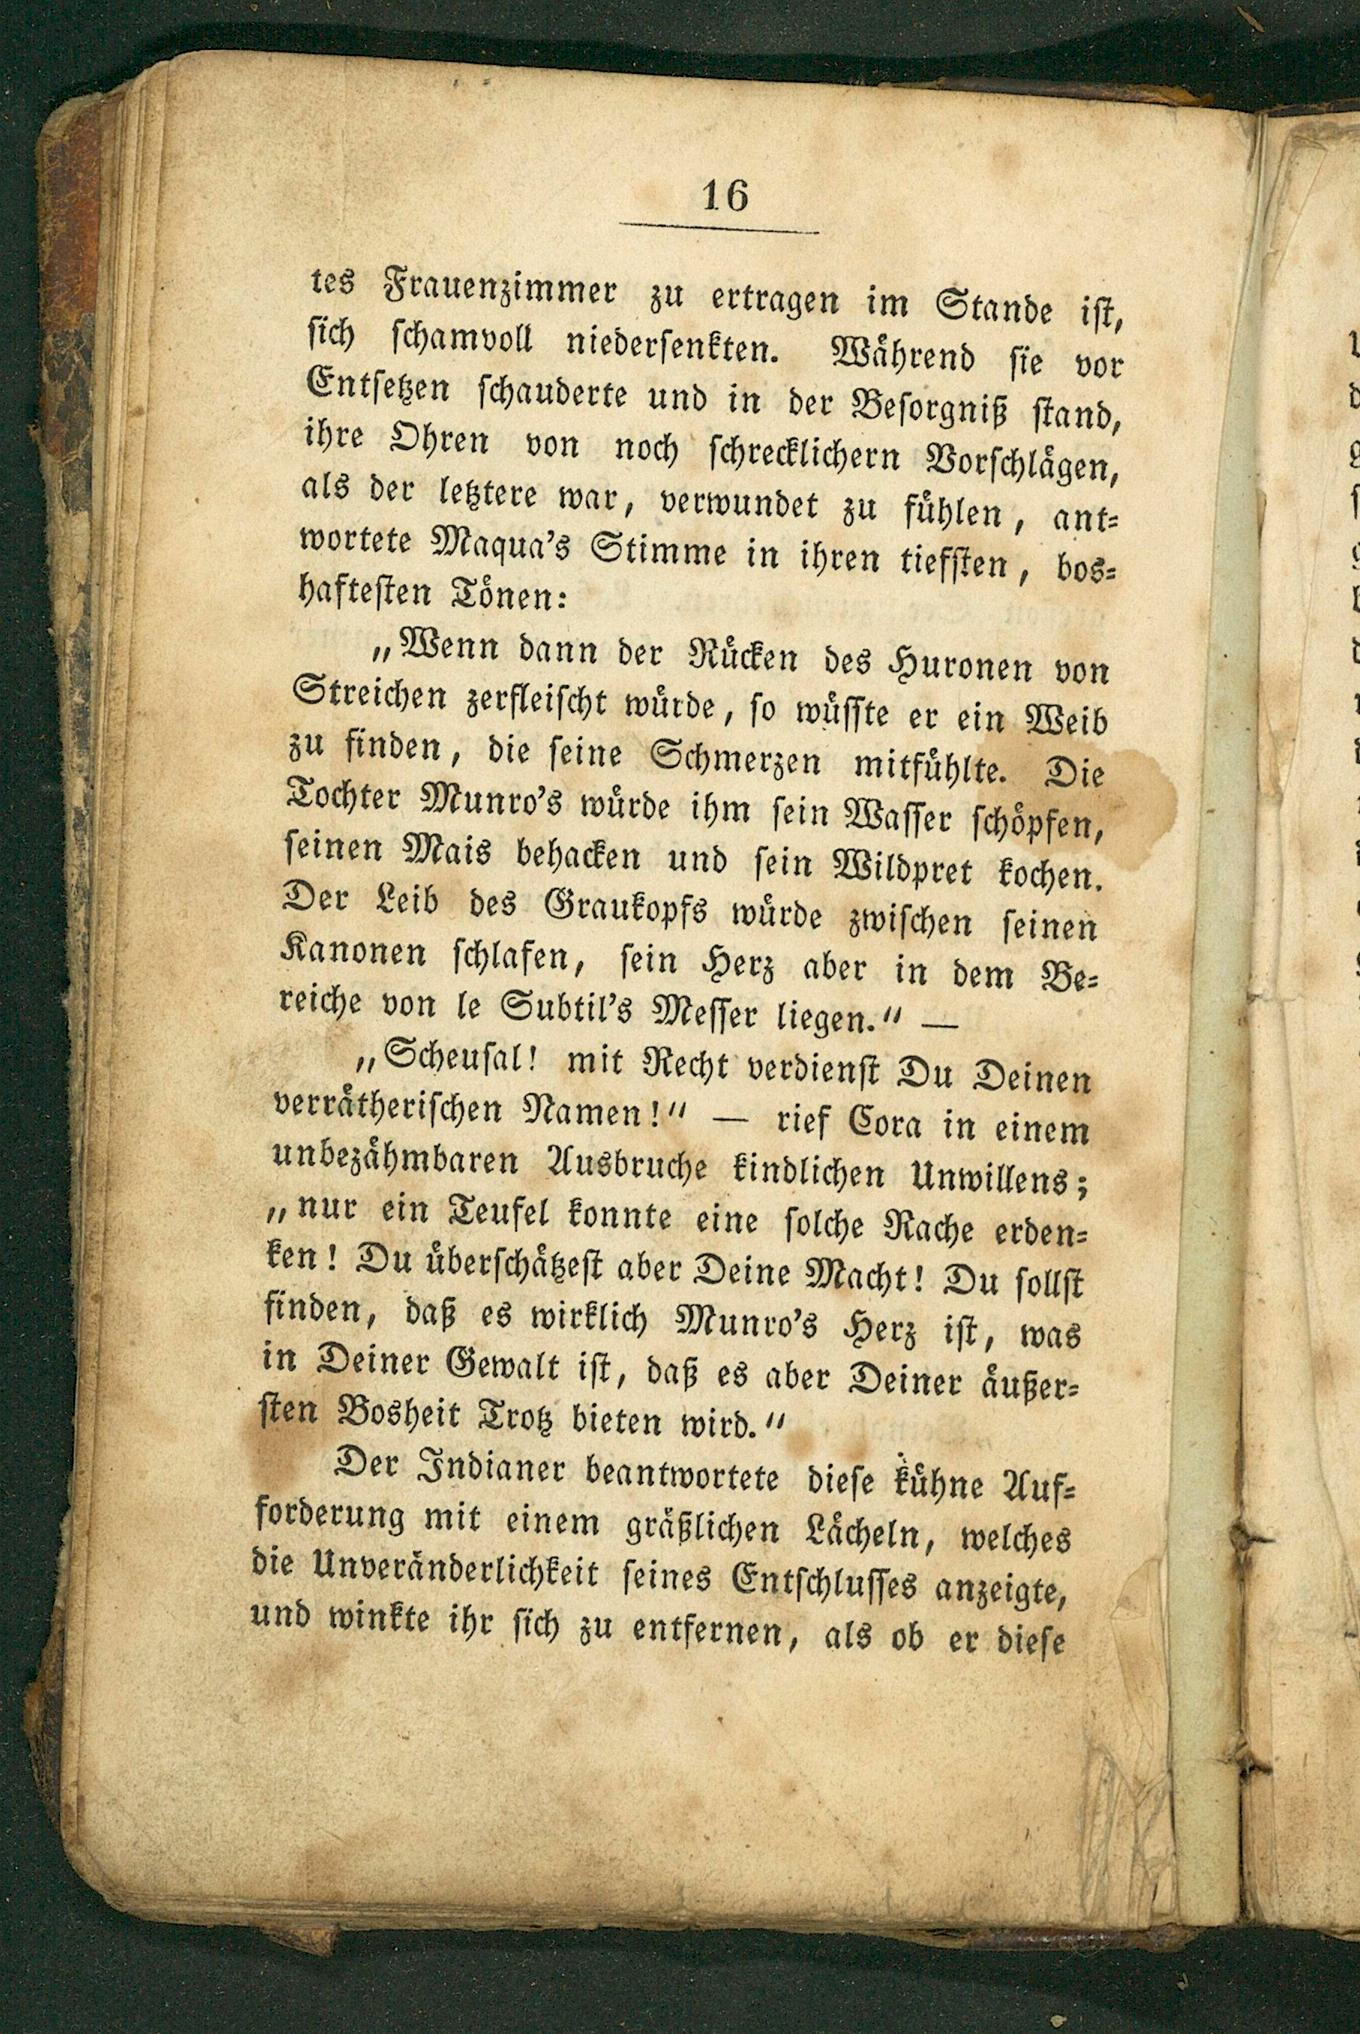 16
tes Frauenzimmer zu ertragen im Stande ist,
sich schamvoll niedersenkten. Während sie vor
Entsetzen schauderte und in der Besorgniß stand,
ihre Ohren von noch schrecklichern Vorschlägen,
als der letztere war, verwundet zu fühlen, ant-
wortete Maqua's Stimme in ihren tiefsten, bos-
haftesten Tönen:
„Wenn dann der Rücken des Huronen von
Streichen zerfleischt würde, so wüsste er ein Weib
zu finden, die seine Schmerzen mitfühlte. Die
Tochter Munro's würde ihm sein Wasser schöpfen,
seinen Mais behacken und sein Wildpret kochen.
Der Leib des Graukopfs würde zwischen seinen
Kanonen schlafen, sein Herz aber in dem Be-
reiche von le Subtil's Messer liegen.“ —
„Scheusal! mit Recht verdienst Du Deinen
verrätherischen Namen!“ — rief Cora in einem
unbezähmbaren Ausbruche kindlichen Unwillens;
„nur ein Teufel konnte eine solche Rache erden-
ken! Du überschätzest aber Deine Macht! Du sollst
finden, daß es wirklich Munro's Herz ist, was
in Deiner Gewalt ist, daß es aber Deiner äußer-
sten Bosheit Trotz bieten wird.“
Der Indianer beantwortete diese kühne Auf-
forderung mit einem gräßlichen Lächeln, welches
die Unveränderlichkeit seines Entschlusses anzeigte,
und winkte ihr sich zu entfernen, als ob er diese